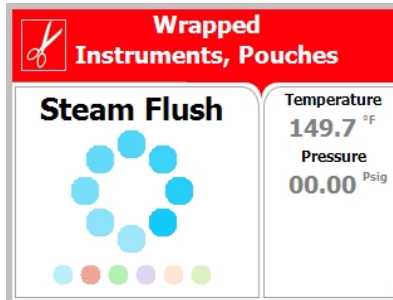 Wrapped
Instruments, Pouches
Steam Flush
Temperature
149.7 °F
Pressure
00.00 Psig